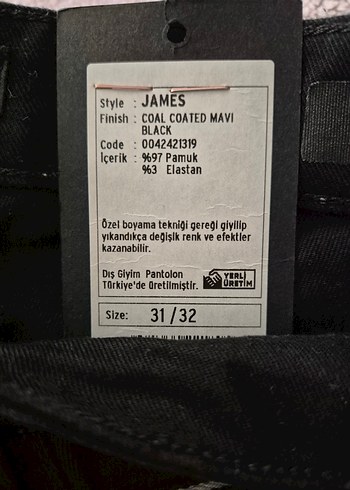 Style : JAMES
Finish : COAL COATED MAVI
BLACK
Code : 0042421319
İçerik : %97 Pamuk
%3 Elastan
Özel boyama tekniği gereği giyilip
yıkandıkça değişik renk ve efektler
kazanabilir.
Dış Giyim Pantolon
Türkiye'de üretilmiştir.
YERLİ
ÜRETİM
Size: 31/32